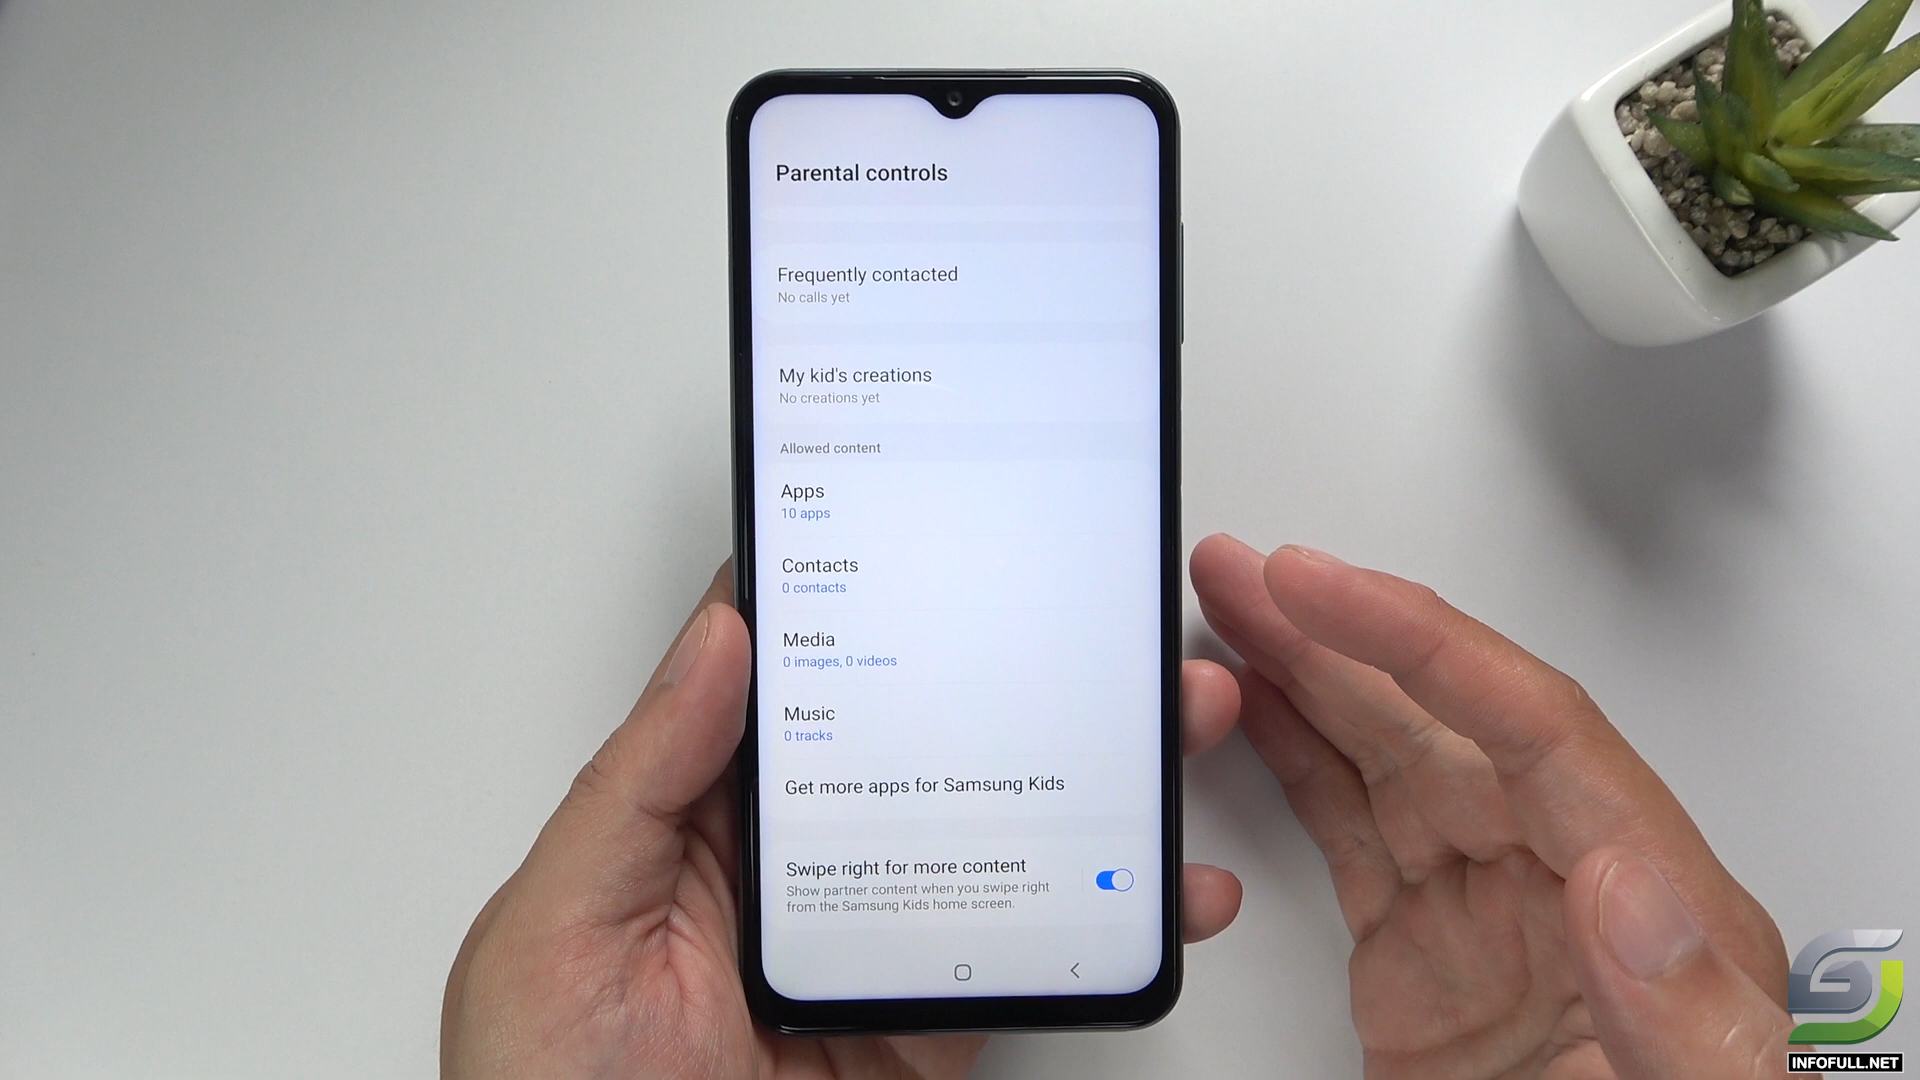 Parental controls
Frequently contacted
No calls yet
My kid's creations
No creations yet
Allowed content
Apps
10 apps
Contacts
0 contacts
Media
0 images, 0 videos
Music
0 tracks
Get more apps for Samsung Kids
Swipe right for more content
Show partner content when you swipe right
from the Samsung Kids home screen.
INFOFULL.NET